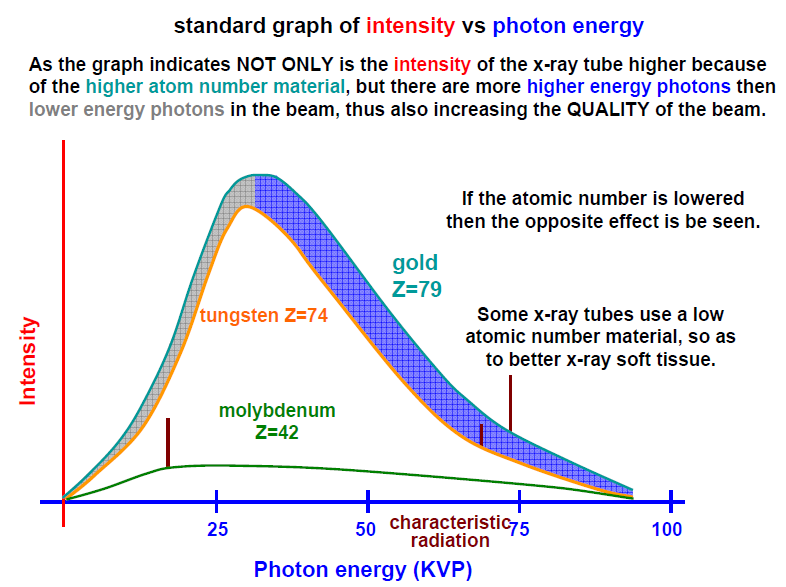 standard graph of intensity vs photon energy
As the graph indicates NOT ONLY is the intensity of the x-ray tube higher because
of the higher atom number material, but there are more higher energy photons then
lower energy photons in the beam, thus also increasing the QUALITY of the beam.
If the atomic number is lowered
then the opposite effect is be seen.
gold
Z=79
tungsten Z=74
Some x-ray tubes use a low
atomic number material, so as
to better x-ray soft tissue.
Intensity
molybdenum
Z=42
25
50
75
100
characteristic
radiation
Photon energy (KVP)